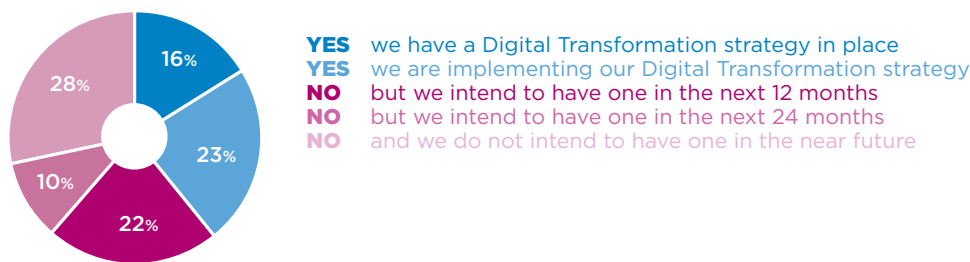 16%
23%
22%
10%
28%
YES we have a Digital Transformation strategy in place
YES we are implementing our Digital Transformation strategy
NO but we intend to have one in the next 12 months
NO but we intend to have one in the next 24 months
NO and we do not intend to have one in the near future